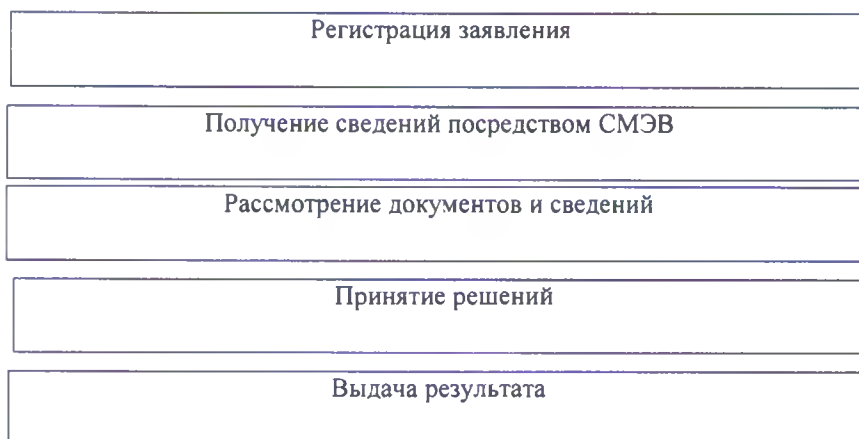 Регистрация заявления
Получение сведений посредством СМЭВ
Рассмотрение документов и сведений
Принятие решений
Выдача результата